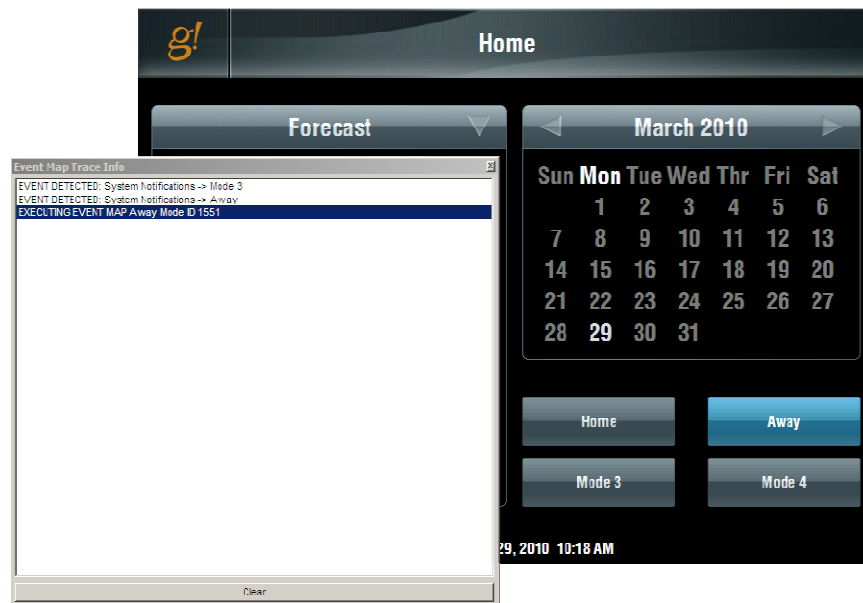 g!
Home
Forecast
March 2010
Event Map Trace Info
EVENT DETECTED: System Notifications -> Mode 3
EVENT DETECTED: System Notifications -> Away
EXECUTING EVENT MAP Away Mode ID 1551
Sun Mon Tue Wed Thr Fri Sat
1 2 3 4 5 6
7 8 9 10 11 12 13
14 15 16 17 18 19 20
21 22 23 24 25 26 27
28 29 30 31
Home
Away
Mode 3
Mode 4
29, 2010 10:18 AM
Clear